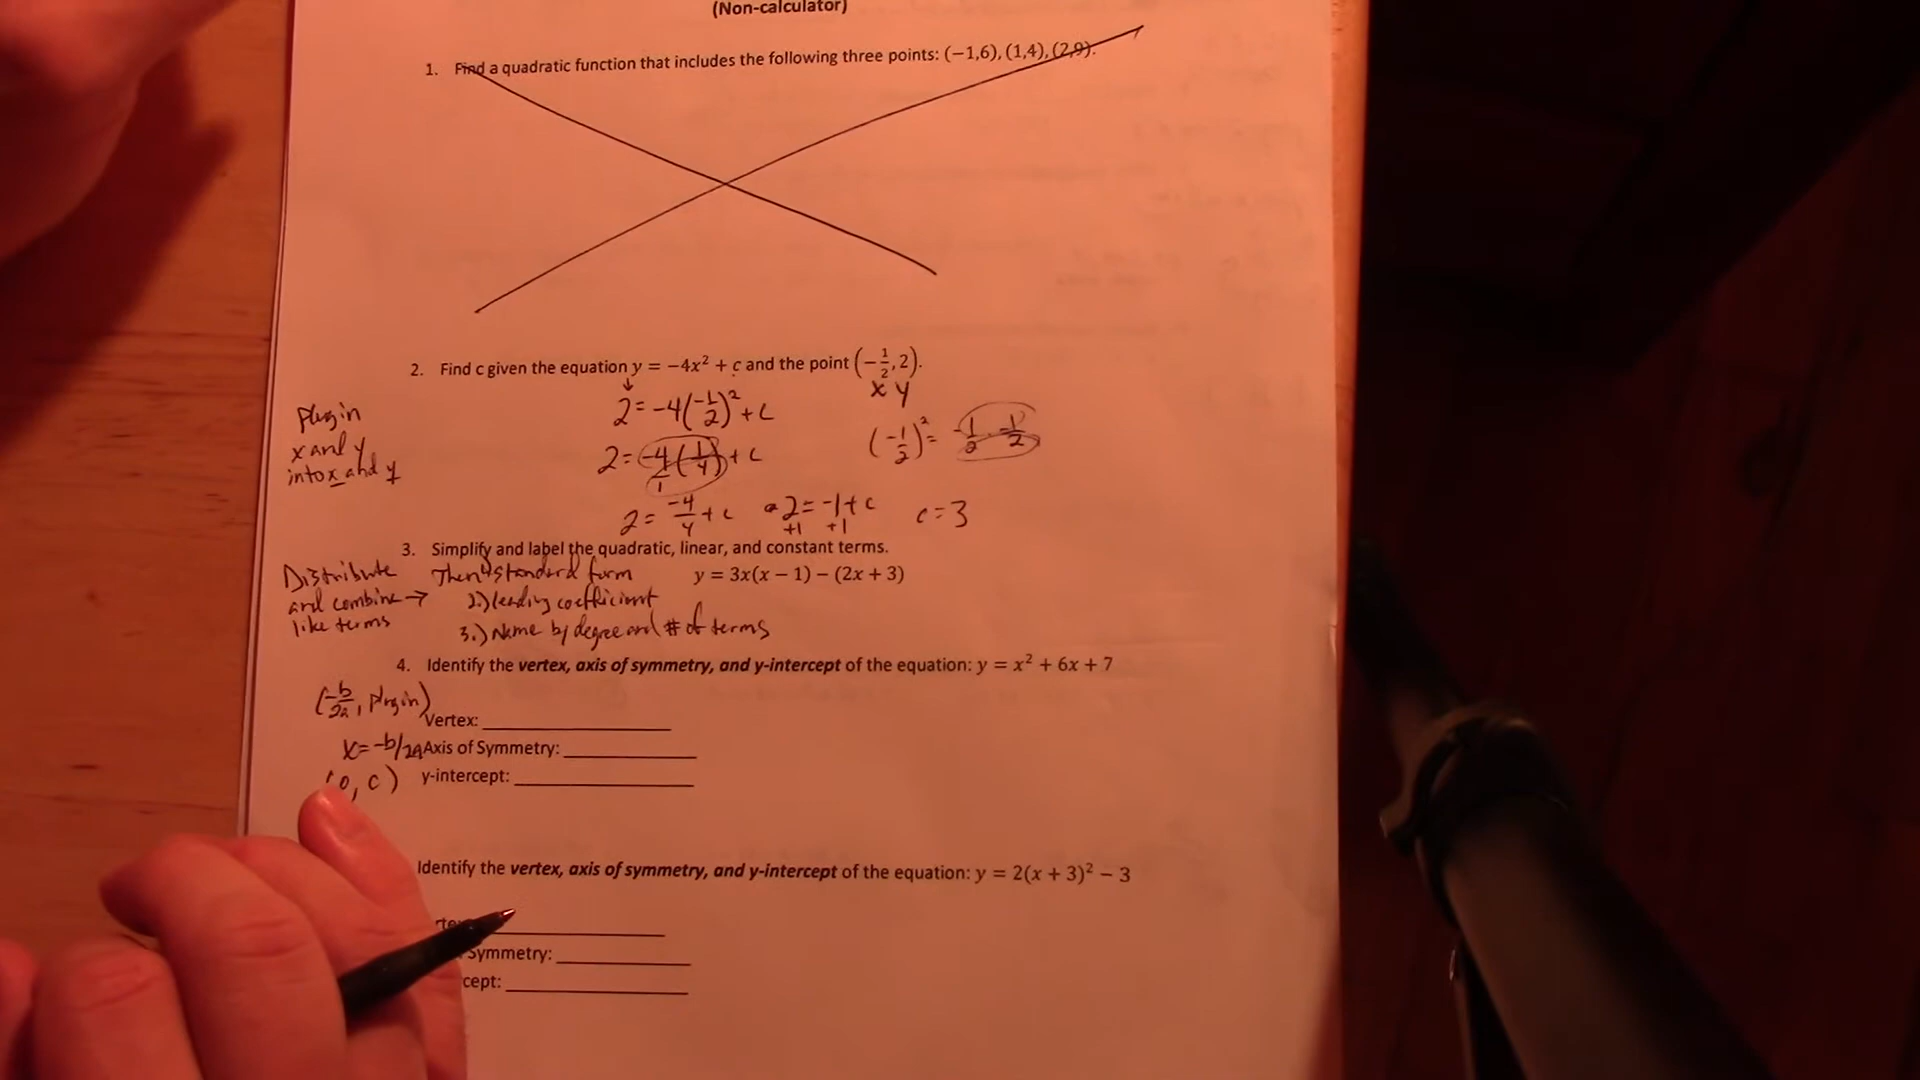 (Non-calculator)
1. Find a quadratic function that includes the following three points: (−1,6), (1,4), (2,9).
2. Find c given the equation y = −4x² + c and the point (−1/2, 2).
x y
Plug in
x and y
into x and y
2 = -4(-1/2)² + c
(-1/2)² = -1/2 · -1/2
2 = -4/1 (1/4) + c
2 = -4/4 + c 2 = -1 + c c = 3
+1 +1
3. Simplify and label the quadratic, linear, and constant terms.
y = 3x(x − 1) − (2x + 3)
Distribute
and combine →
like terms
Then standard form
2.) leading coefficient
3.) Name by degree and # of terms
4. Identify the vertex, axis of symmetry, and y-intercept of the equation: y = x² + 6x + 7
(-b/2a, plug in) Vertex:
x = -b/2a Axis of Symmetry:
(0, c) y-intercept:
Identify the vertex, axis of symmetry, and y-intercept of the equation: y = 2(x + 3)² − 3
Symmetry:
cept: